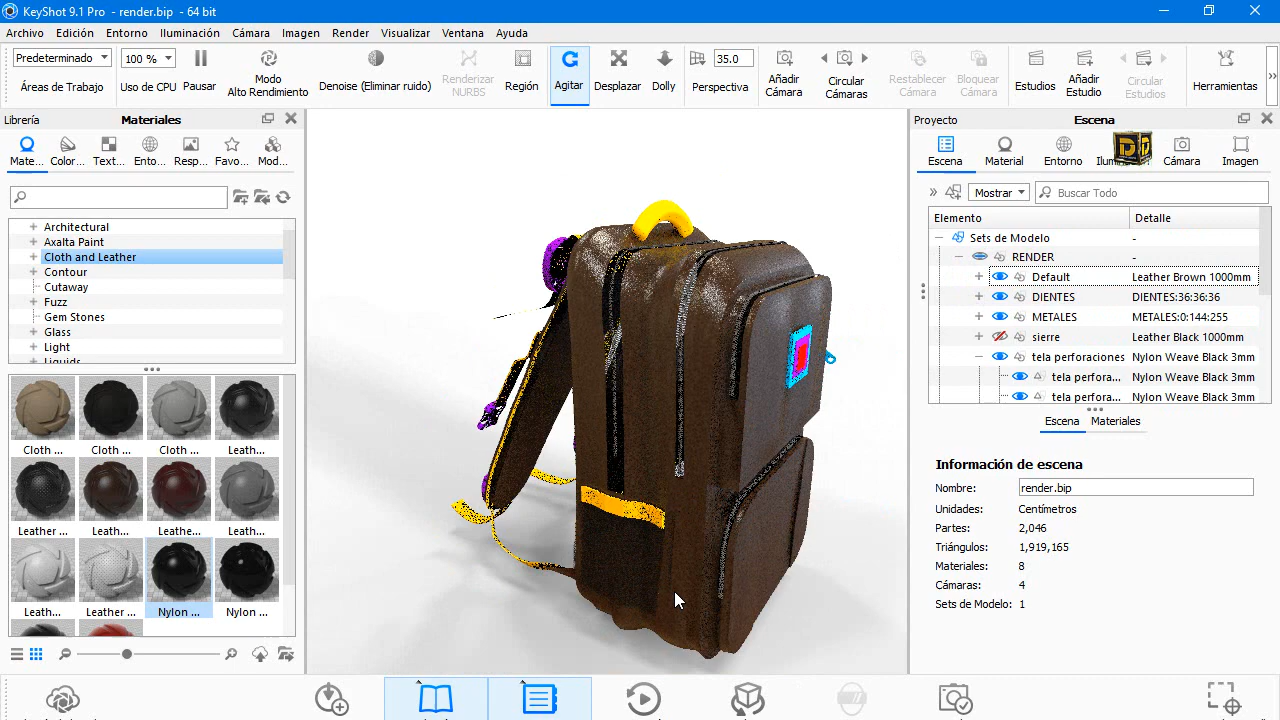 KeyShot 9.1 Pro - render.bip - 64 bit
Archivo Edición Entorno Iluminación Cámara Imagen Render Visualizar Ventana Ayuda
Predeterminado 100 % 35.0
Áreas de Trabajo Uso de CPU Pausar Modo Alto Rendimiento Denoise (Eliminar ruido) Renderizar NURBS Región Agitar Desplazar Dolly Perspectiva Añadir Cámara Circular Cámaras Restablecer Cámara Bloquear Cámara Estudios Añadir Estudio Circular Estudios Herramientas
Librería Materiales
Mate... Color... Text... Ento... Resp... Favo... Mod...
Architectural
Axalta Paint
Cloth and Leather
Contour
Cutaway
Fuzz
Gem Stones
Glass
Light
Liquids
Cloth ... Cloth ... Cloth ... Leath...
Leather ... Leath... Leathe... Leath...
Leath... Leather ... Nylon ... Nylon ...
Proyecto Escena
Escena Material Entorno Cámara Imagen
Mostrar Buscar Todo
Elemento Detalle
Sets de Modelo -
RENDER -
Default Leather Brown 1000mm
DIENTES DIENTES:36:36:36
METALES METALES:0:144:255
sierre Leather Black 1000mm
tela perforaciones Nylon Weave Black 3mm
tela perfora... Nylon Weave Black 3mm
tela perfora... Nylon Weave Black 3mm
Escena Materiales
Información de escena
Nombre: render.bip
Unidades: Centímetros
Partes: 2,046
Triángulos: 1,919,165
Materiales: 8
Cámaras: 4
Sets de Modelo: 1